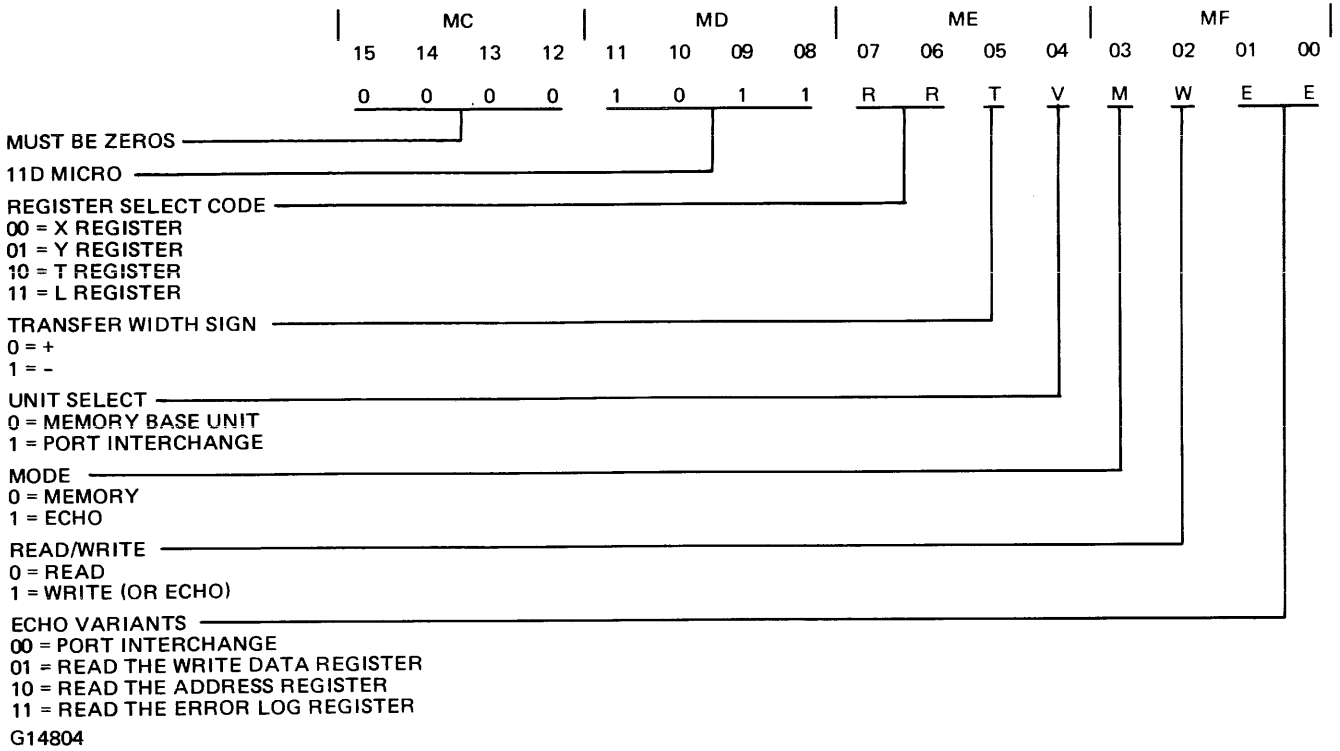 MC MD ME MF
15 14 13 12 11 10 09 08 07 06 05 04 03 02 01 00
0 0 0 0 1 0 1 1 R R T V M W E E
MUST BE ZEROS
11D MICRO
REGISTER SELECT CODE
00 = X REGISTER
01 = Y REGISTER
10 = T REGISTER
11 = L REGISTER
TRANSFER WIDTH SIGN
0 = +
1 = –
UNIT SELECT
0 = MEMORY BASE UNIT
1 = PORT INTERCHANGE
MODE
0 = MEMORY
1 = ECHO
READ/WRITE
0 = READ
1 = WRITE (OR ECHO)
ECHO VARIANTS
00 = PORT INTERCHANGE
01 = READ THE WRITE DATA REGISTER
10 = READ THE ADDRESS REGISTER
11 = READ THE ERROR LOG REGISTER
G14804